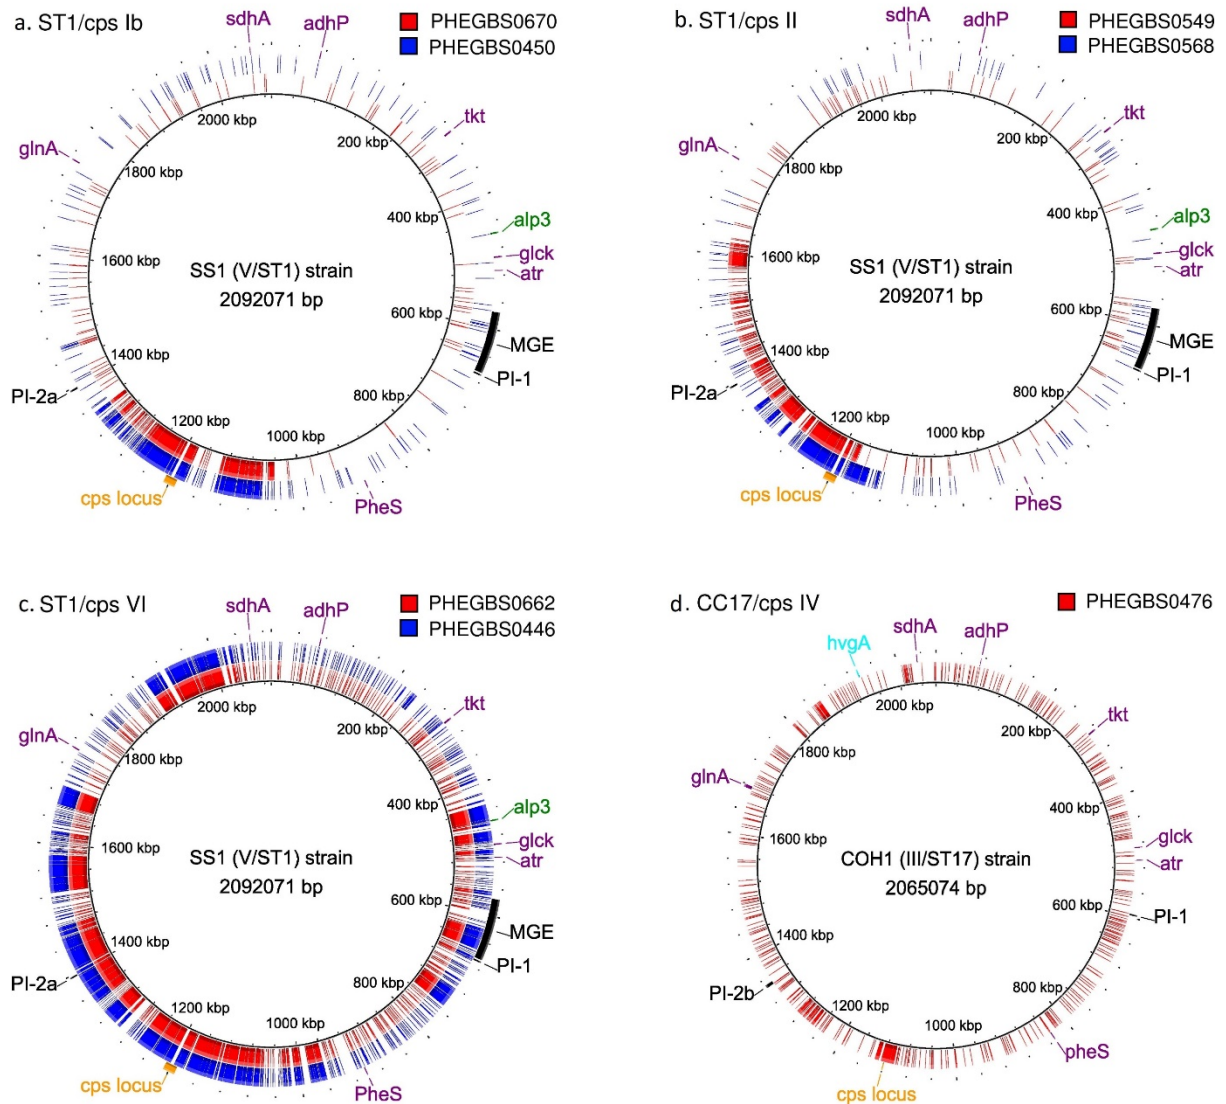 a. ST1/cps Ib
PHEGBS0670
PHEGBS0450
sdhA
adhP
tkt
glnA
alp3
glck
atr
MGE
PI-1
PheS
cps locus
PI-2a
2000 kbp
200 kbp
1800 kbp
400 kbp
1600 kbp
600 kbp
1400 kbp
800 kbp
1200 kbp
1000 kbp
SS1 (V/ST1) strain
2092071 bp
b. ST1/cps II
PHEGBS0549
PHEGBS0568
sdhA
adhP
tkt
glnA
alp3
glck
atr
MGE
PI-1
PheS
cps locus
PI-2a
2000 kbp
200 kbp
1800 kbp
400 kbp
1600 kbp
600 kbp
1400 kbp
800 kbp
1200 kbp
1000 kbp
SS1 (V/ST1) strain
2092071 bp
c. ST1/cps VI
PHEGBS0662
PHEGBS0446
sdhA
adhP
tkt
glnA
alp3
glck
atr
MGE
PI-1
PheS
cps locus
PI-2a
2000 kbp
200 kbp
1800 kbp
400 kbp
1600 kbp
600 kbp
1400 kbp
800 kbp
1200 kbp
1000 kbp
SS1 (V/ST1) strain
2092071 bp
d. CC17/cps IV
PHEGBS0476
hvgA
sdhA
adhP
tkt
glnA
glck
atr
PI-1
pheS
cps locus
PI-2b
2000 kbp
200 kbp
1800 kbp
400 kbp
1600 kbp
600 kbp
1400 kbp
800 kbp
1200 kbp
1000 kbp
COH1 (III/ST17) strain
2065074 bp